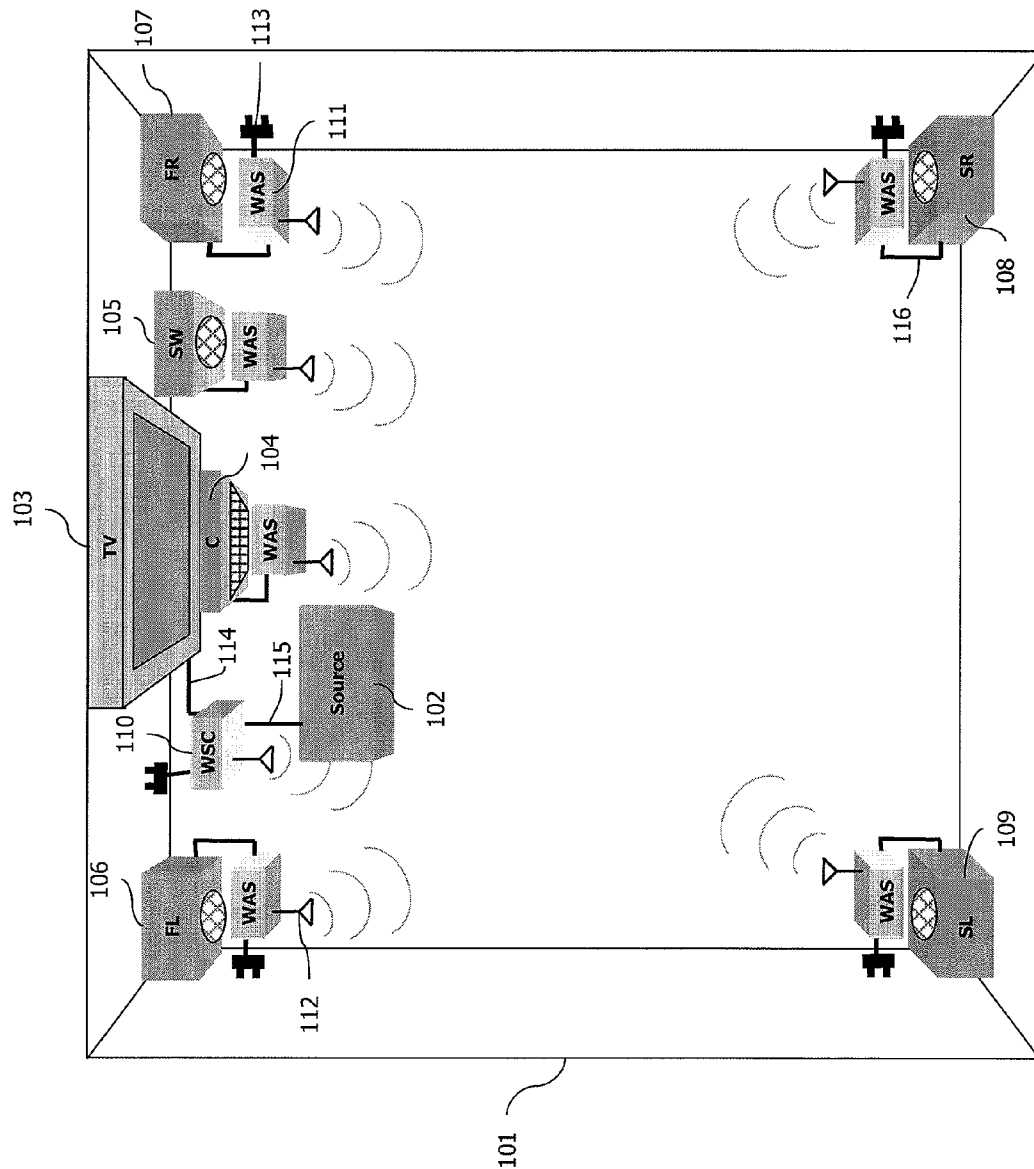 103
TV
107
FR
113
WAS
111
105
SW
WAS
104
C
WAS
114
110
WSC
115
Source
102
106
FL
WAS
112
WAS
SR
108
116
109
WAS
SL
101